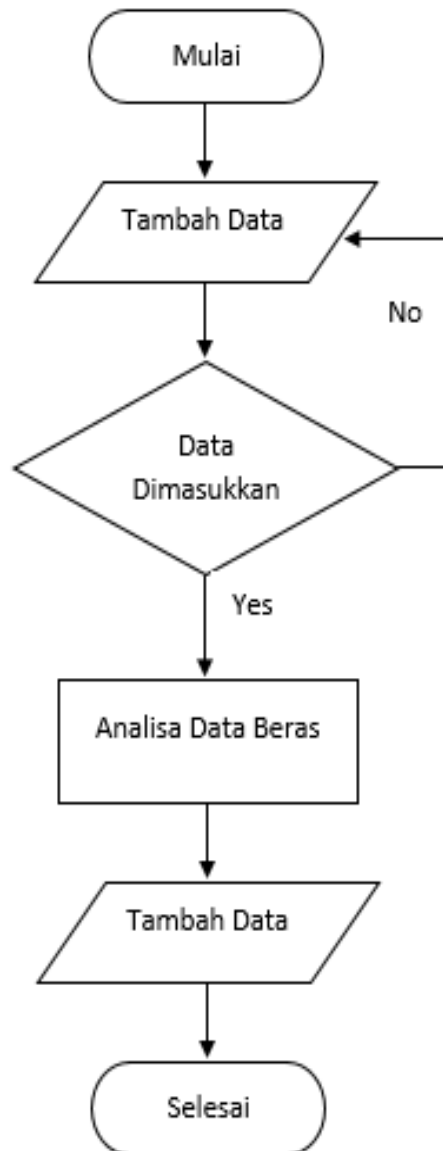 Mulai
Tambah Data
No
Data
Dimasukkan
Yes
Analisa Data Beras
Tambah Data
Selesai